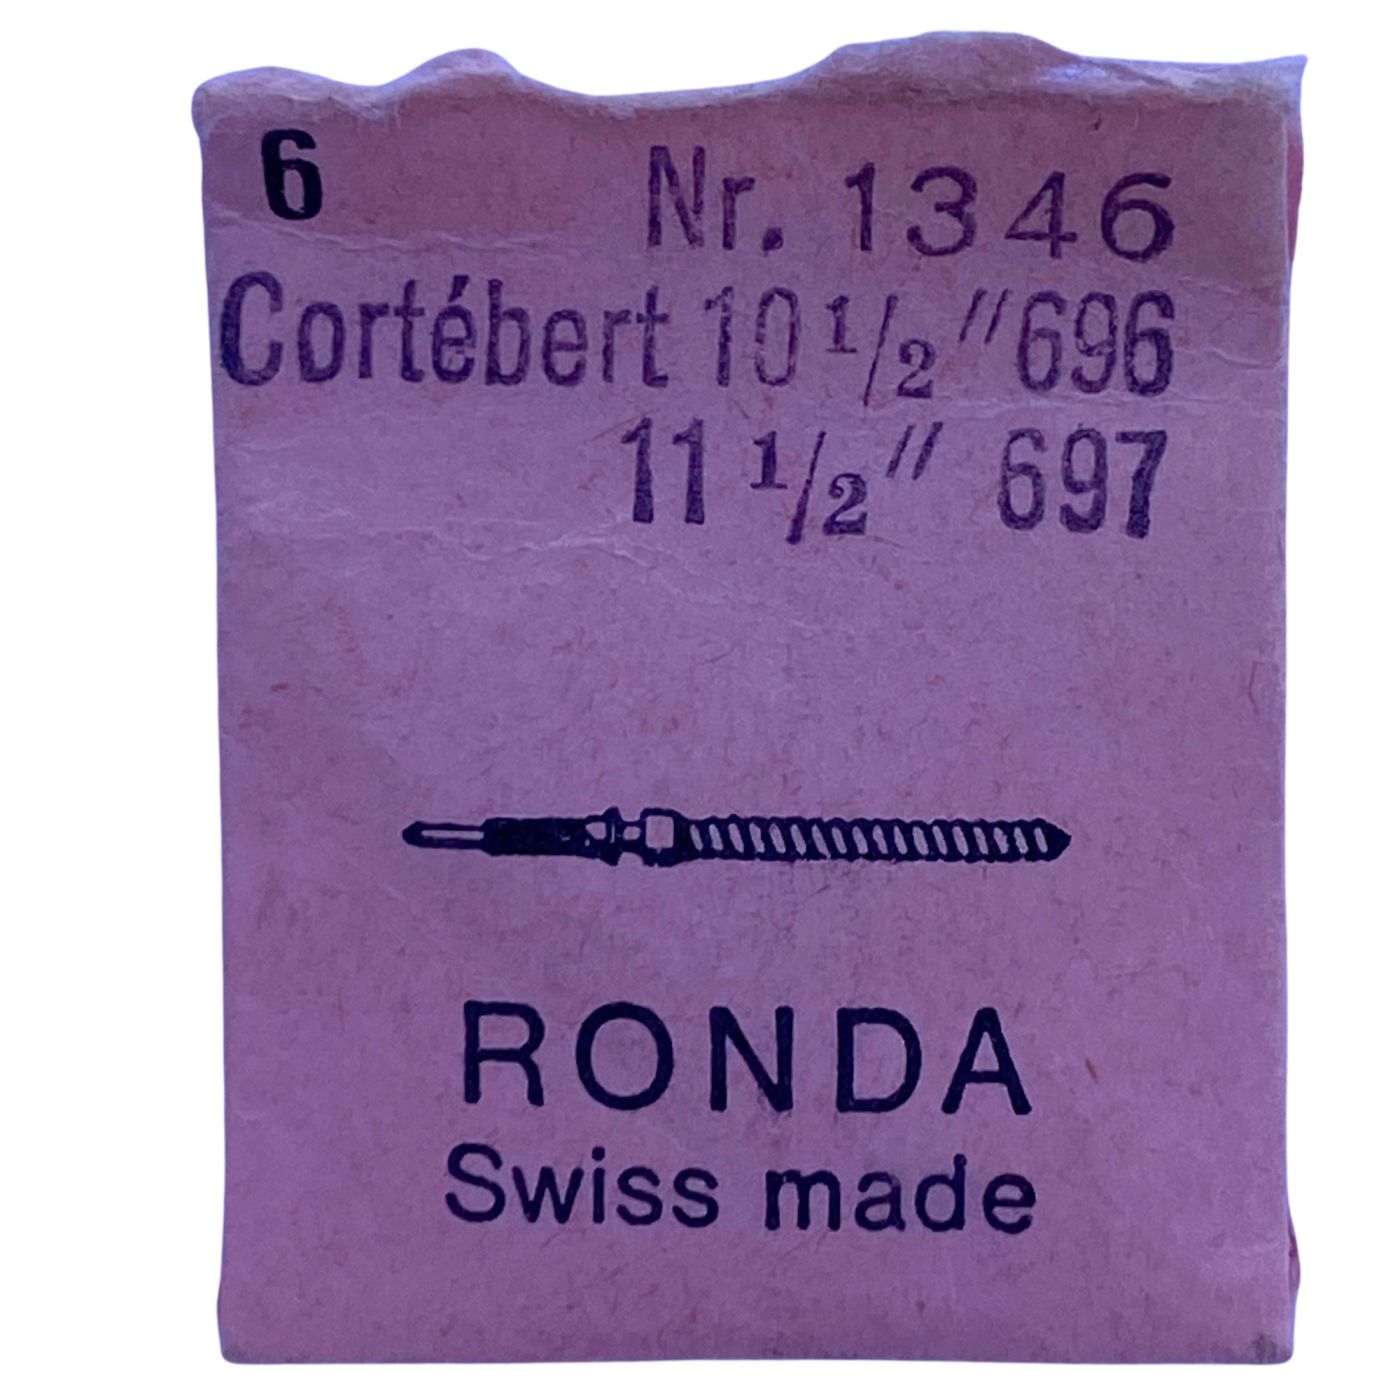 6 Nr. 1346
Cortébert 10 1/2 ″ 696
11 1/2 ″ 697
RONDA
Swiss made